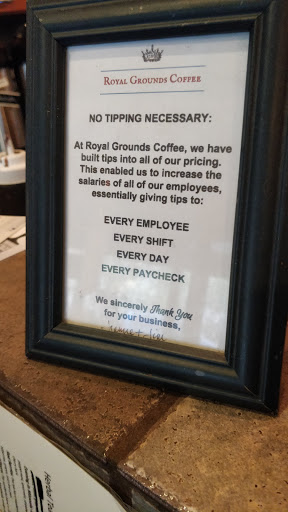 ROYAL GROUNDS COFFEE
NO TIPPING NECESSARY:
At Royal Grounds Coffee, we have
built tips into all of our pricing.
This enabled us to increase the
salaries of all of our employees,
essentially giving tips to:
EVERY EMPLOYEE
EVERY SHIFT
EVERY DAY
EVERY PAYCHECK
We sincerely Thank You
for your business,